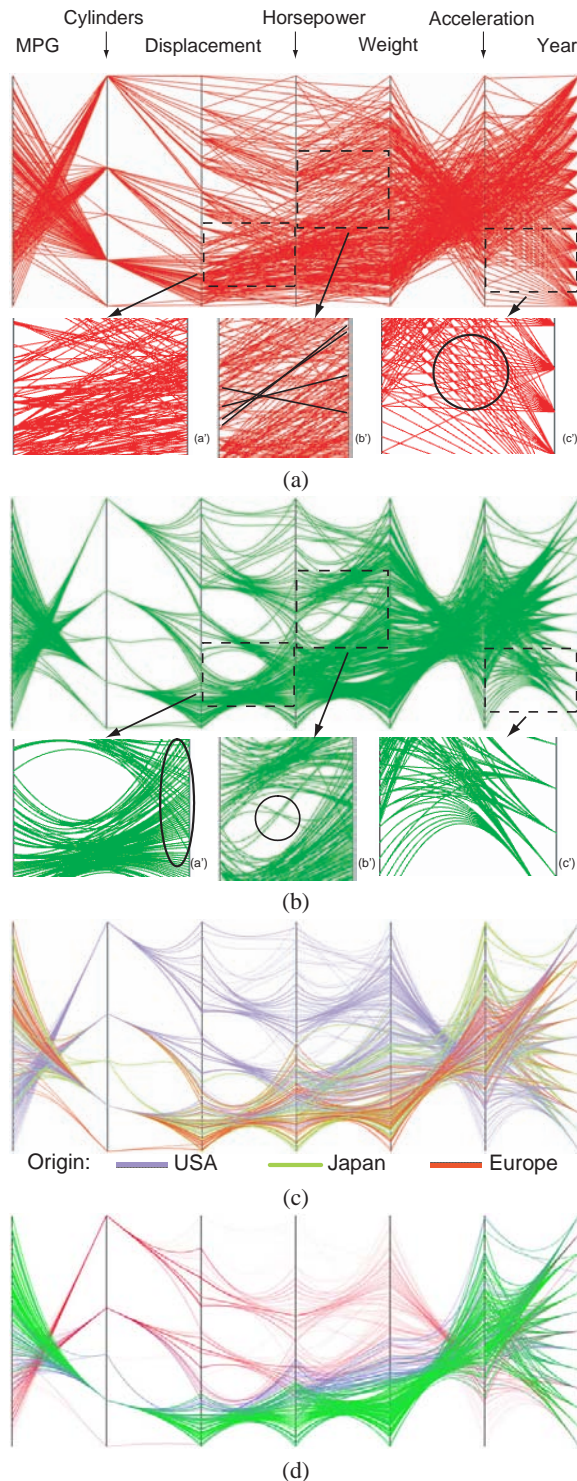 Cylinders Horsepower Acceleration
MPG Displacement Weight Year
(a') (b') (c')
(a)
(a') (b') (c')
(b)
Origin: USA Japan Europe
(c)
(d)